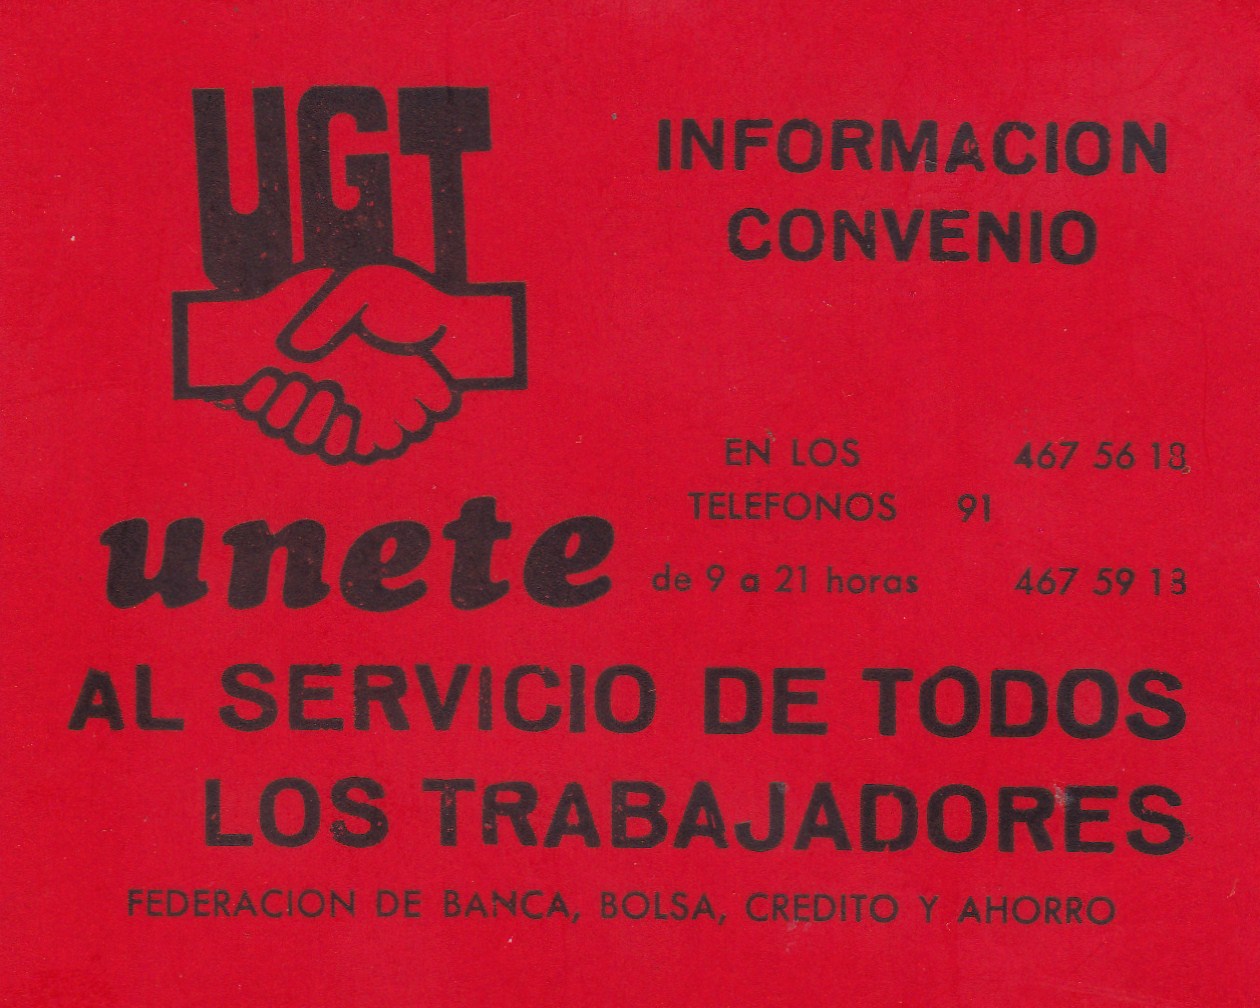 UGT
INFORMACION
CONVENIO
EN LOS
TELEFONOS 91
467 56 18
de 9 a 21 horas
467 59 13
unete
AL SERVICIO DE TODOS
LOS TRABAJADORES
FEDERACION DE BANCA, BOLSA, CREDITO Y AHORRO